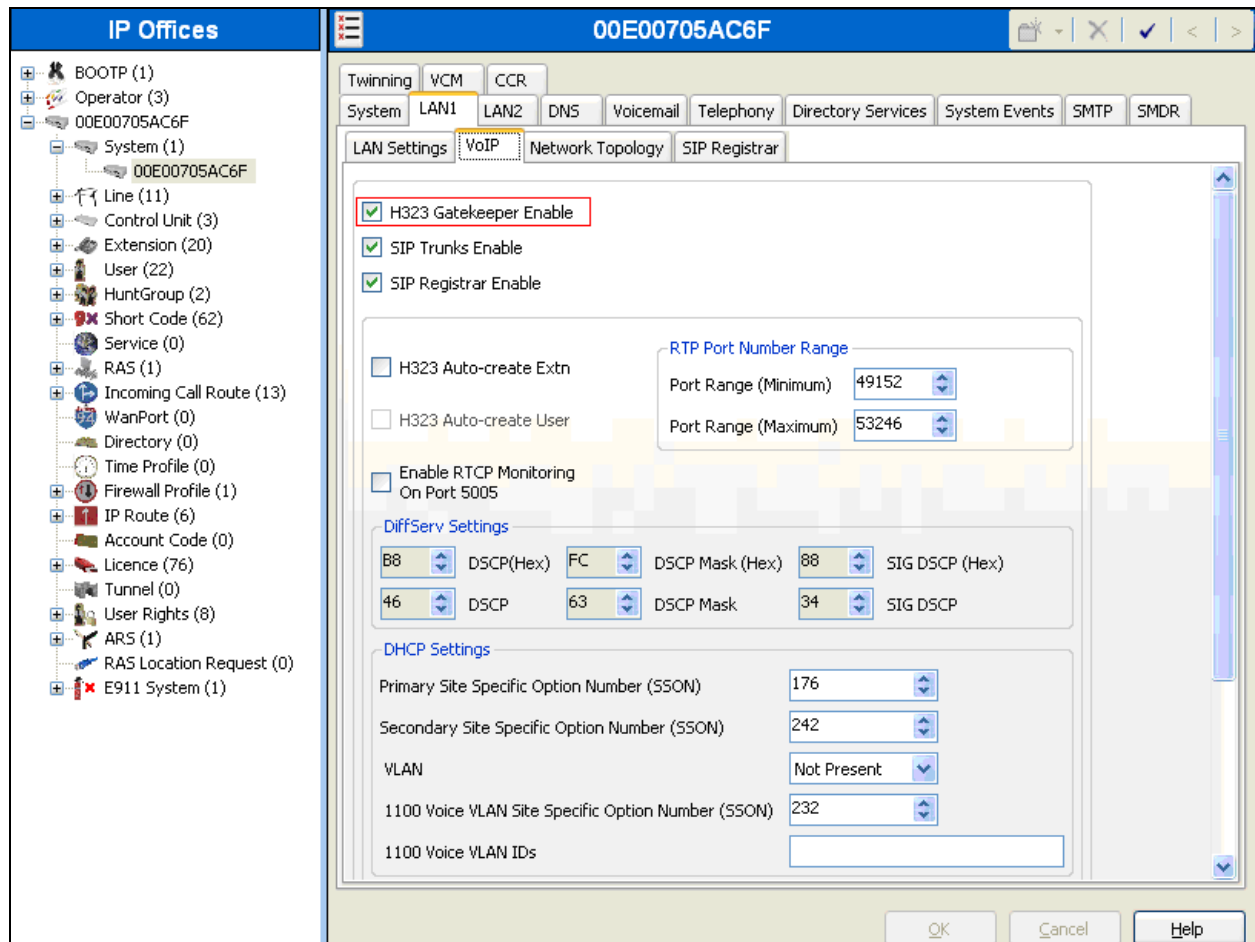 IP Offices
BOOTP (1)
Operator (3)
00E00705AC6F
System (1)
00E00705AC6F
Line (11)
Control Unit (3)
Extension (20)
User (22)
HuntGroup (2)
Short Code (62)
Service (0)
RAS (1)
Incoming Call Route (13)
WanPort (0)
Directory (0)
Time Profile (0)
Firewall Profile (1)
IP Route (6)
Account Code (0)
Licence (76)
Tunnel (0)
User Rights (8)
ARS (1)
RAS Location Request (0)
E911 System (1)
00E00705AC6F
Twinning VCM CCR
System LAN1 LAN2 DNS Voicemail Telephony Directory Services System Events SMTP SMDR
LAN Settings VoIP Network Topology SIP Registrar
H323 Gatekeeper Enable
SIP Trunks Enable
SIP Registrar Enable
H323 Auto-create Extn
H323 Auto-create User
RTP Port Number Range
Port Range (Minimum) 49152
Port Range (Maximum) 53246
Enable RTCP Monitoring
On Port 5005
DiffServ Settings
B8 DSCP(Hex) FC DSCP Mask (Hex) 88 SIG DSCP (Hex)
46 DSCP 63 DSCP Mask 34 SIG DSCP
DHCP Settings
Primary Site Specific Option Number (SSON) 176
Secondary Site Specific Option Number (SSON) 242
VLAN Not Present
1100 Voice VLAN Site Specific Option Number (SSON) 232
1100 Voice VLAN IDs
OK Cancel Help